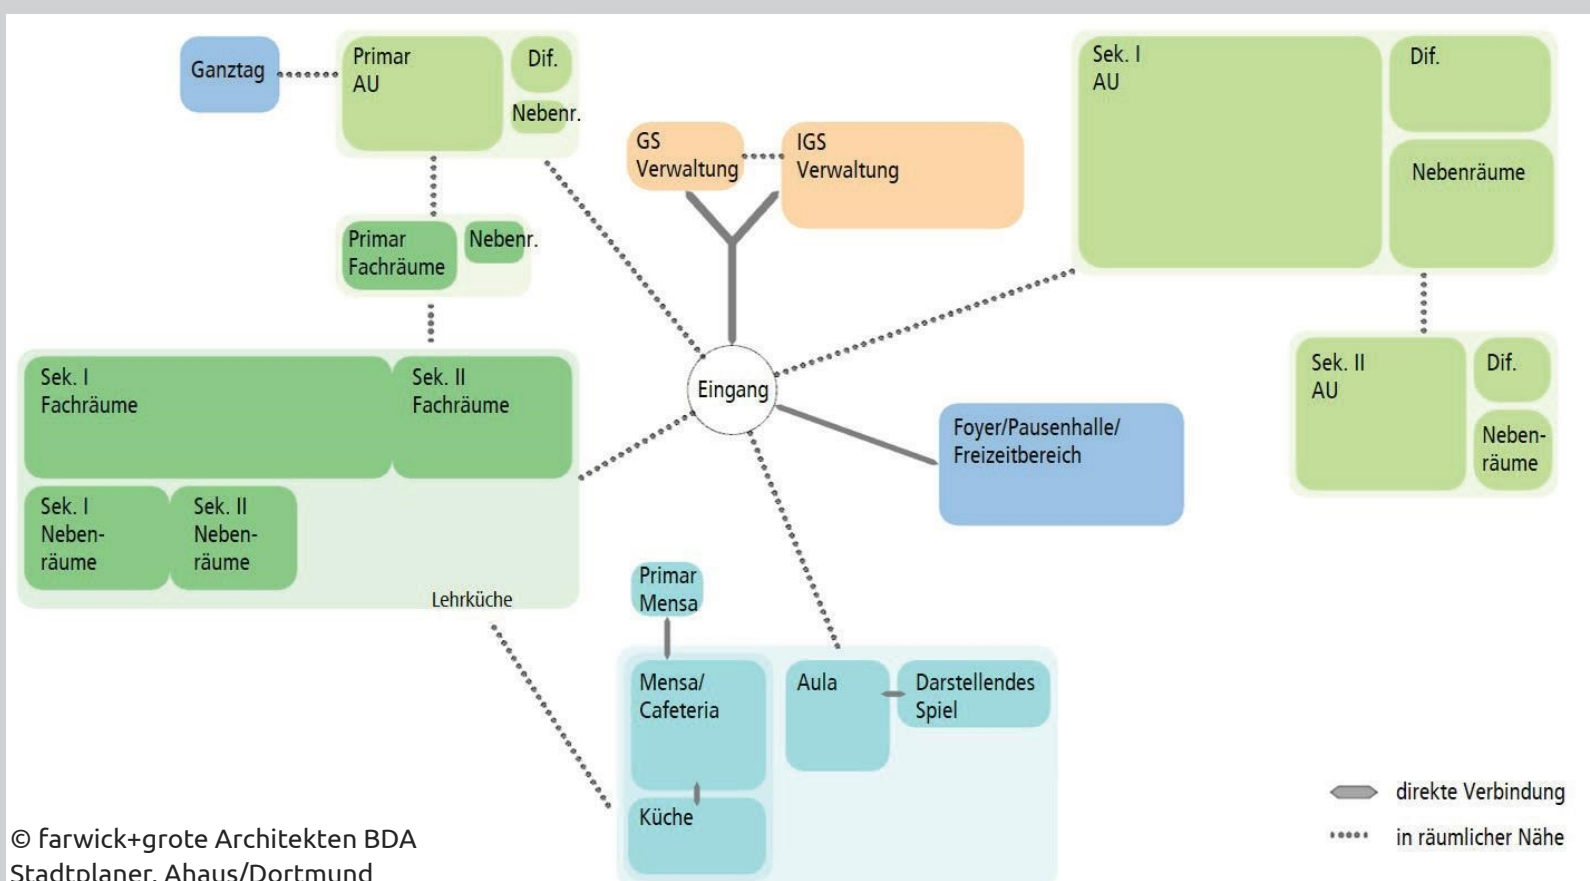 Ganztag
Primar
AU
Dif.
Nebenr.
GS
Verwaltung
IGS
Verwaltung
Sek. I
AU
Dif.
Nebenräume
Primar
Fachräume
Nebenr.
Sek. I
Fachräume
Sek. II
Fachräume
Eingang
Sek. II
AU
Dif.
Neben-
räume
Foyer/Pausenhalle/
Freizeitbereich
Sek. I
Neben-
räume
Sek. II
Neben-
räume
Lehrküche
Primar
Mensa
Mensa/
Cafeteria
Aula
Darstellendes
Spiel
Küche
direkte Verbindung
in räumlicher Nähe
© farwick+grote Architekten BDA
Stadtplaner, Ahaus/Dortmund